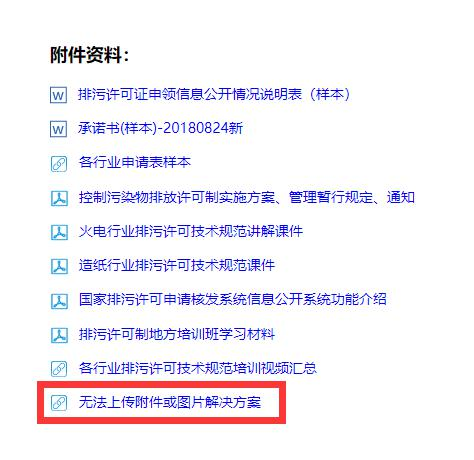 附件资料：
排污许可证申领信息公开情况说明表（样本）
承诺书(样本)-20180824新
各行业申请表样本
控制污染物排放许可制实施方案、管理暂行规定、通知
火电行业排污许可技术规范讲解课件
造纸行业排污许可技术规范课件
国家排污许可申请核发系统信息公开系统功能介绍
排污许可制地方培训班学习材料
各行业排污许可技术规范培训视频汇总
无法上传附件或图片解决方案